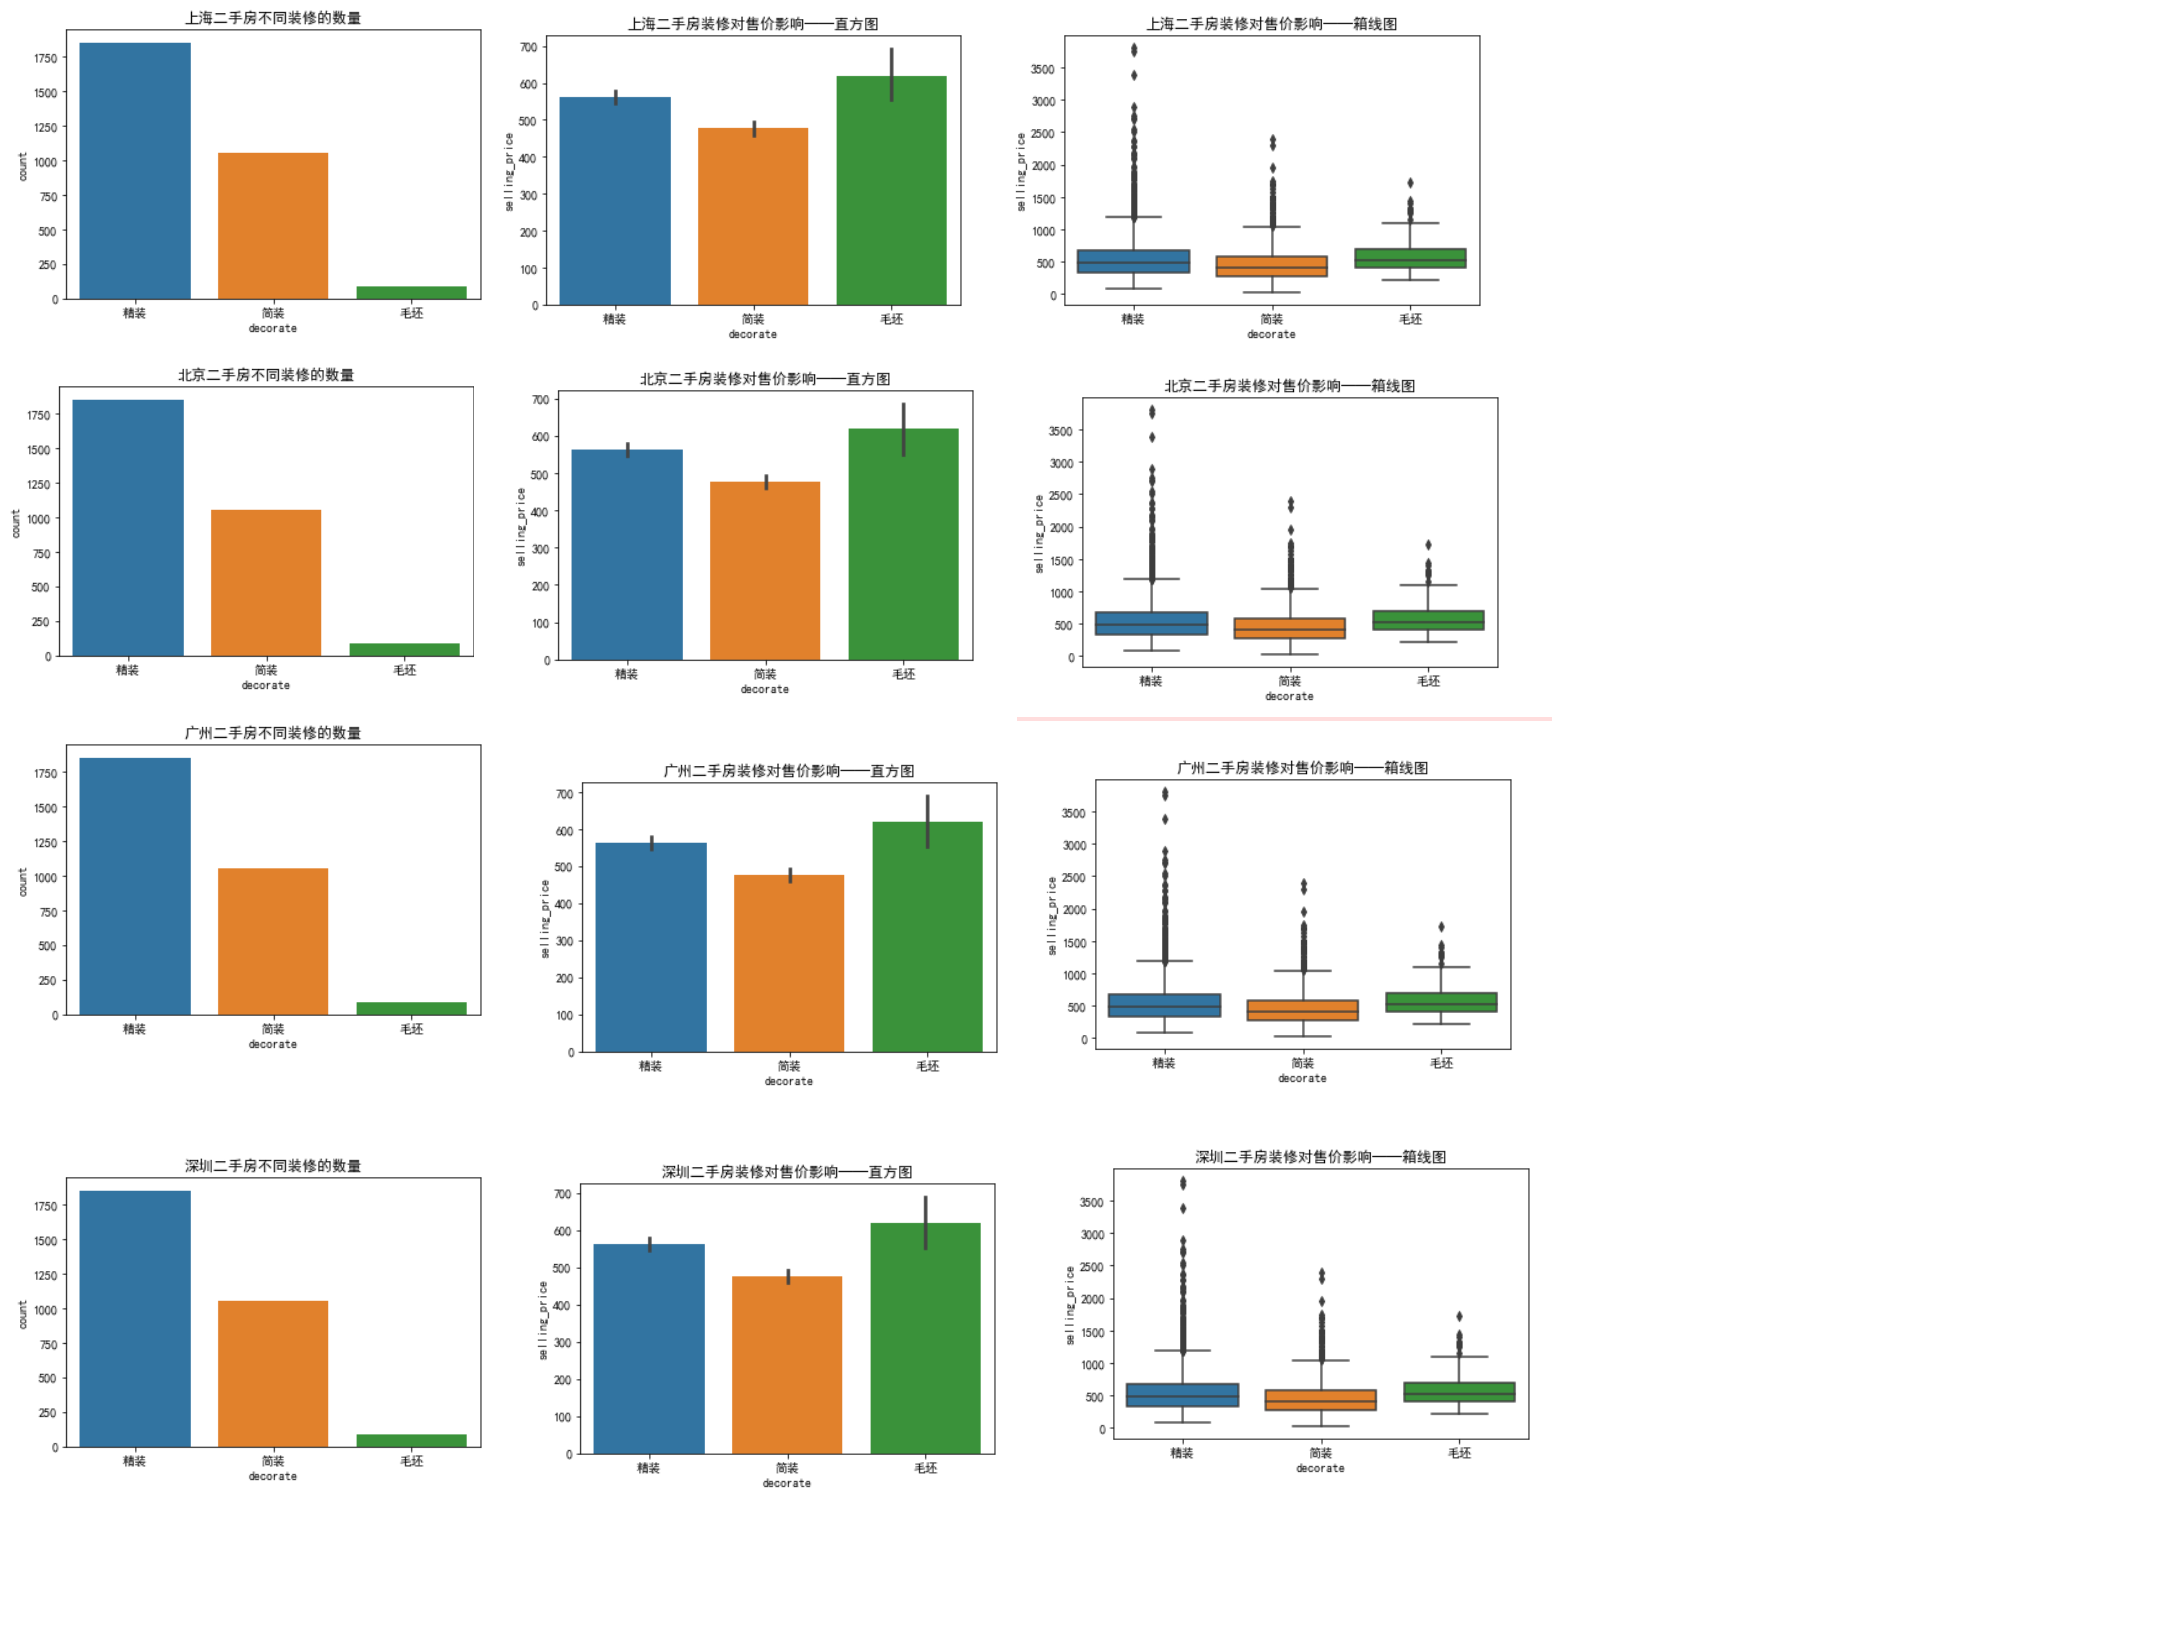 上海二手房不同装修的数量
1750
1500
1250
1000
750
500
250
0
count
精装 简装 毛坯
decorate
上海二手房装修对售价影响——直方图
700
600
500
400
300
200
100
0
selling_price
精装 简装 毛坯
decorate
上海二手房装修对售价影响——箱线图
3500
3000
2500
2000
1500
1000
500
0
selling_price
精装 简装 毛坯
decorate
北京二手房不同装修的数量
1750
1500
1250
1000
750
500
250
0
count
精装 简装 毛坯
decorate
北京二手房装修对售价影响——直方图
700
600
500
400
300
200
100
0
selling_price
精装 简装 毛坯
decorate
北京二手房装修对售价影响——箱线图
3500
3000
2500
2000
1500
1000
500
0
selling_price
精装 简装 毛坯
decorate
广州二手房不同装修的数量
1750
1500
1250
1000
750
500
250
0
count
精装 简装 毛坯
decorate
广州二手房装修对售价影响——直方图
700
600
500
400
300
200
100
0
selling_price
精装 简装 毛坯
decorate
广州二手房装修对售价影响——箱线图
3500
3000
2500
2000
1500
1000
500
0
selling_price
精装 简装 毛坯
decorate
深圳二手房不同装修的数量
1750
1500
1250
1000
750
500
250
0
count
精装 简装 毛坯
decorate
深圳二手房装修对售价影响——直方图
700
600
500
400
300
200
100
0
selling_price
精装 简装 毛坯
decorate
深圳二手房装修对售价影响——箱线图
3500
3000
2500
2000
1500
1000
500
0
selling_price
精装 简装 毛坯
decorate